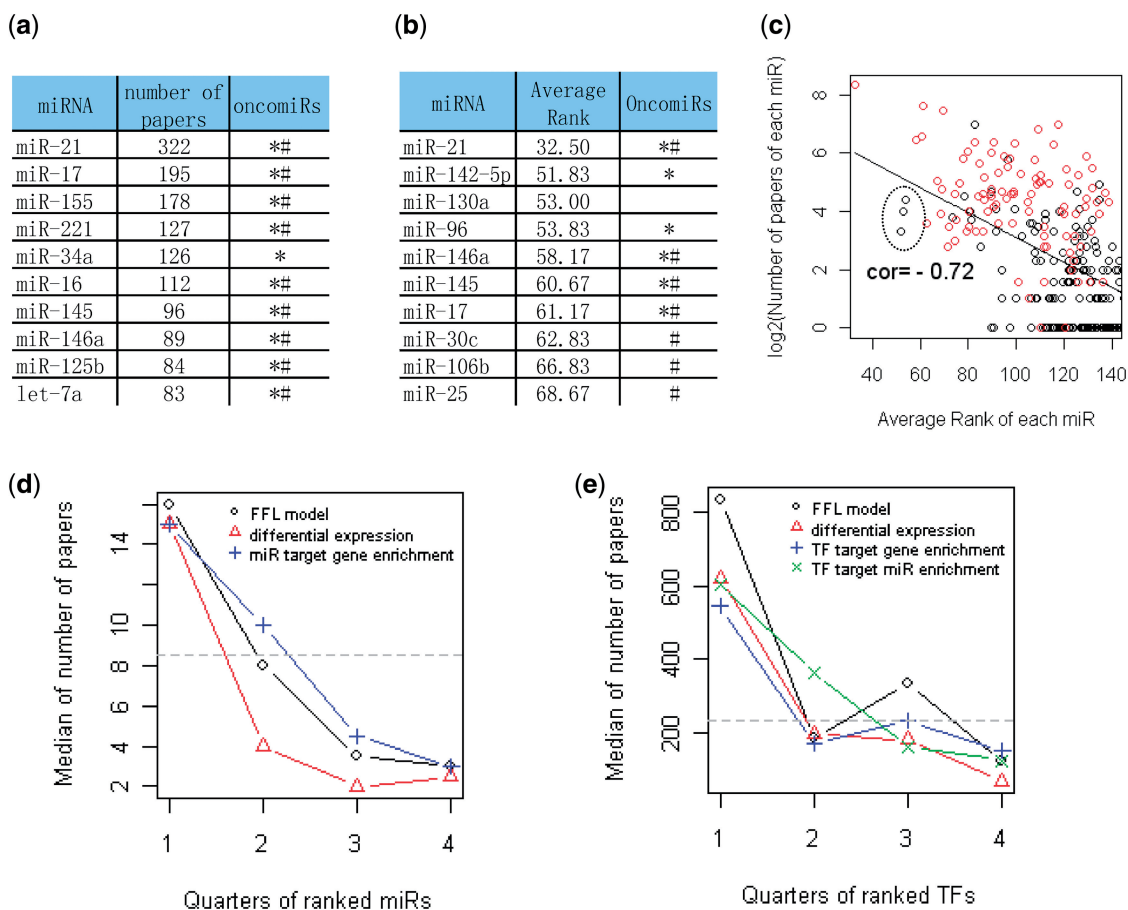 (a)
miRNA number of papers oncomiRs
miR-21 322 *#
miR-17 195 *#
miR-155 178 *#
miR-221 127 *#
miR-34a 126 *
miR-16 112 *#
miR-145 96 *#
miR-146a 89 *#
miR-125b 84 *#
let-7a 83 *#
(b)
miRNA Average Rank OncomiRs
miR-21 32.50 *#
miR-142-5p 51.83 *
miR-130a 53.00
miR-96 53.83 *
miR-146a 58.17 *#
miR-145 60.67 *#
miR-17 61.17 *#
miR-30c 62.83 #
miR-106b 66.83 #
miR-25 68.67 #
(c)
log2(Number of papers of each miR)
8
6
4
2
0
cor= - 0.72
40 60 80 100 120 140
Average Rank of each miR
(d)
Median of number of papers
14
10
8
6
4
2
FFL model
differential expression
miR target gene enrichment
1 2 3 4
Quarters of ranked miRs
(e)
Median of number of papers
800
600
400
200
FFL model
differential expression
TF target gene enrichment
TF target miR enrichment
1 2 3 4
Quarters of ranked TFs